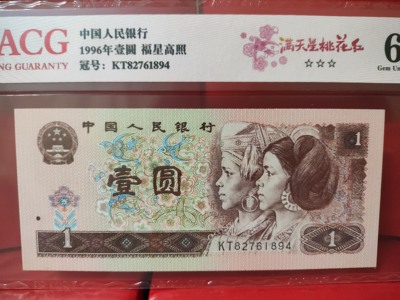 ACG
NG GUARANTY
中国人民银行
1996年壹圆 福星高照
冠号：KT82761894
满天星桃花红
☆☆☆
6
Gem Un
中国人民银行
1
壹圆
1
KT82761894